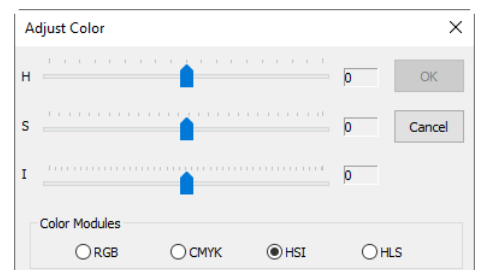 Adjust Color
H 0 OK
S 0 Cancel
I 0
Color Modules
RGB CMYK HSI HLS